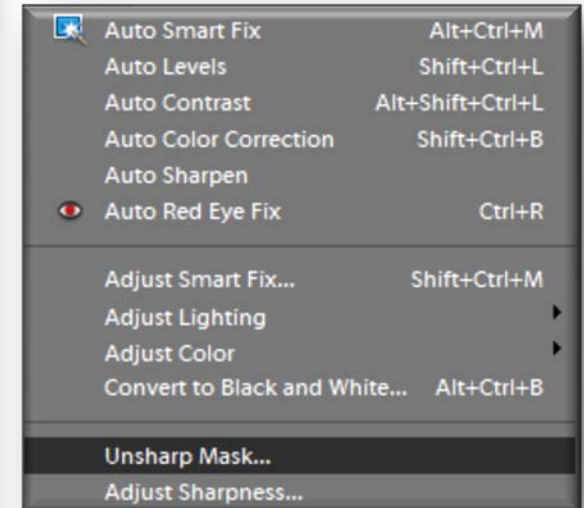 Auto Smart Fix Alt+Ctrl+M
Auto Levels Shift+Ctrl+L
Auto Contrast Alt+Shift+Ctrl+L
Auto Color Correction Shift+Ctrl+B
Auto Sharpen
Auto Red Eye Fix Ctrl+R
Adjust Smart Fix... Shift+Ctrl+M
Adjust Lighting
Adjust Color
Convert to Black and White... Alt+Ctrl+B
Unsharp Mask...
Adjust Sharpness...